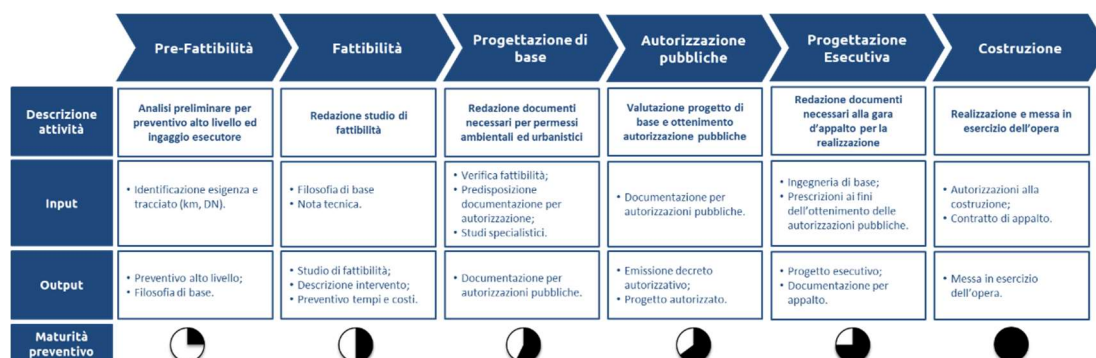 Pre-Fattibilità
Fattibilità
Progettazione di
base
Autorizzazione
pubbliche
Progettazione
Esecutiva
Costruzione
Descrizione
attività
Analisi preliminare per
preventivo alto livello ed
ingaggio esecutore
Redazione studio di
fattibilità
Redazione documenti
necessari per permessi
ambientali ed urbanistici
Valutazione progetto di
base e ottenimento
autorizzazione pubbliche
Redazione documenti
necessari alla gara
d'appalto per la
realizzazione
Realizzazione e messa in
esercizio dell'opera
Input
• Identificazione esigenza e
tracciato (km, DN).
• Filosofia di base
• Nota tecnica.
• Verifica fattibilità;
• Predisposizione
documentazione per
autorizzazione;
• Studi specialistici.
• Documentazione per
autorizzazioni pubbliche.
• Ingegneria di base;
• Prescrizioni ai fini
dell'ottenimento delle
autorizzazioni pubbliche.
• Autorizzazioni alla
costruzione;
• Contratto di appalto.
Output
• Preventivo alto livello;
• Filosofia di base.
• Studio di fattibilità;
• Descrizione intervento;
• Preventivo tempi e costi.
• Documentazione per
autorizzazioni pubbliche.
• Emissione decreto
autorizzativo;
• Progetto autorizzato.
• Progetto esecutivo;
• Documentazione per
appalto.
• Messa in esercizio
dell'opera.
Maturità
preventivo